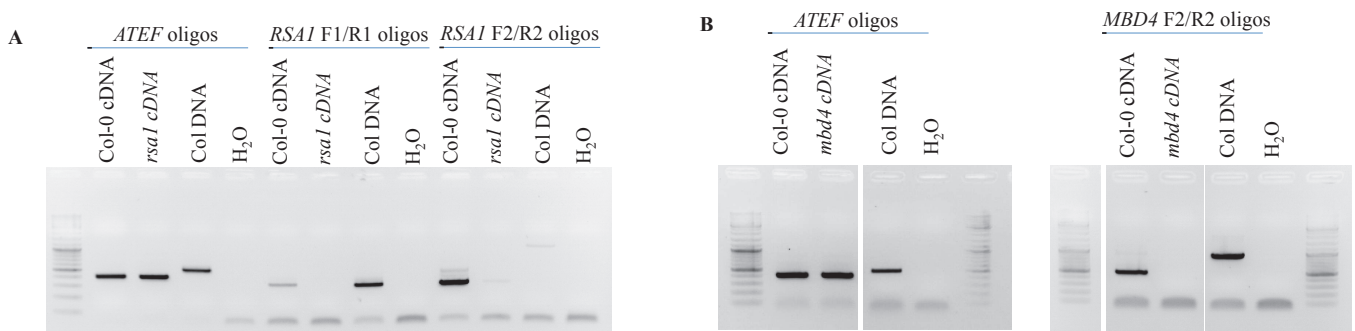 A
ATEF oligos
RSA1 F1/R1 oligos
RSA1 F2/R2 oligos
Col-0 cDNA
rsa1 cDNA
Col DNA
H₂O
Col-0 cDNA
rsa1 cDNA
Col DNA
H₂O
Col-0 cDNA
rsa1 cDNA
Col DNA
H₂O
B
ATEF oligos
MBD4 F2/R2 oligos
Col-0 cDNA
mbd4 cDNA
Col DNA
H₂O
Col-0 cDNA
mbd4 cDNA
Col DNA
H₂O